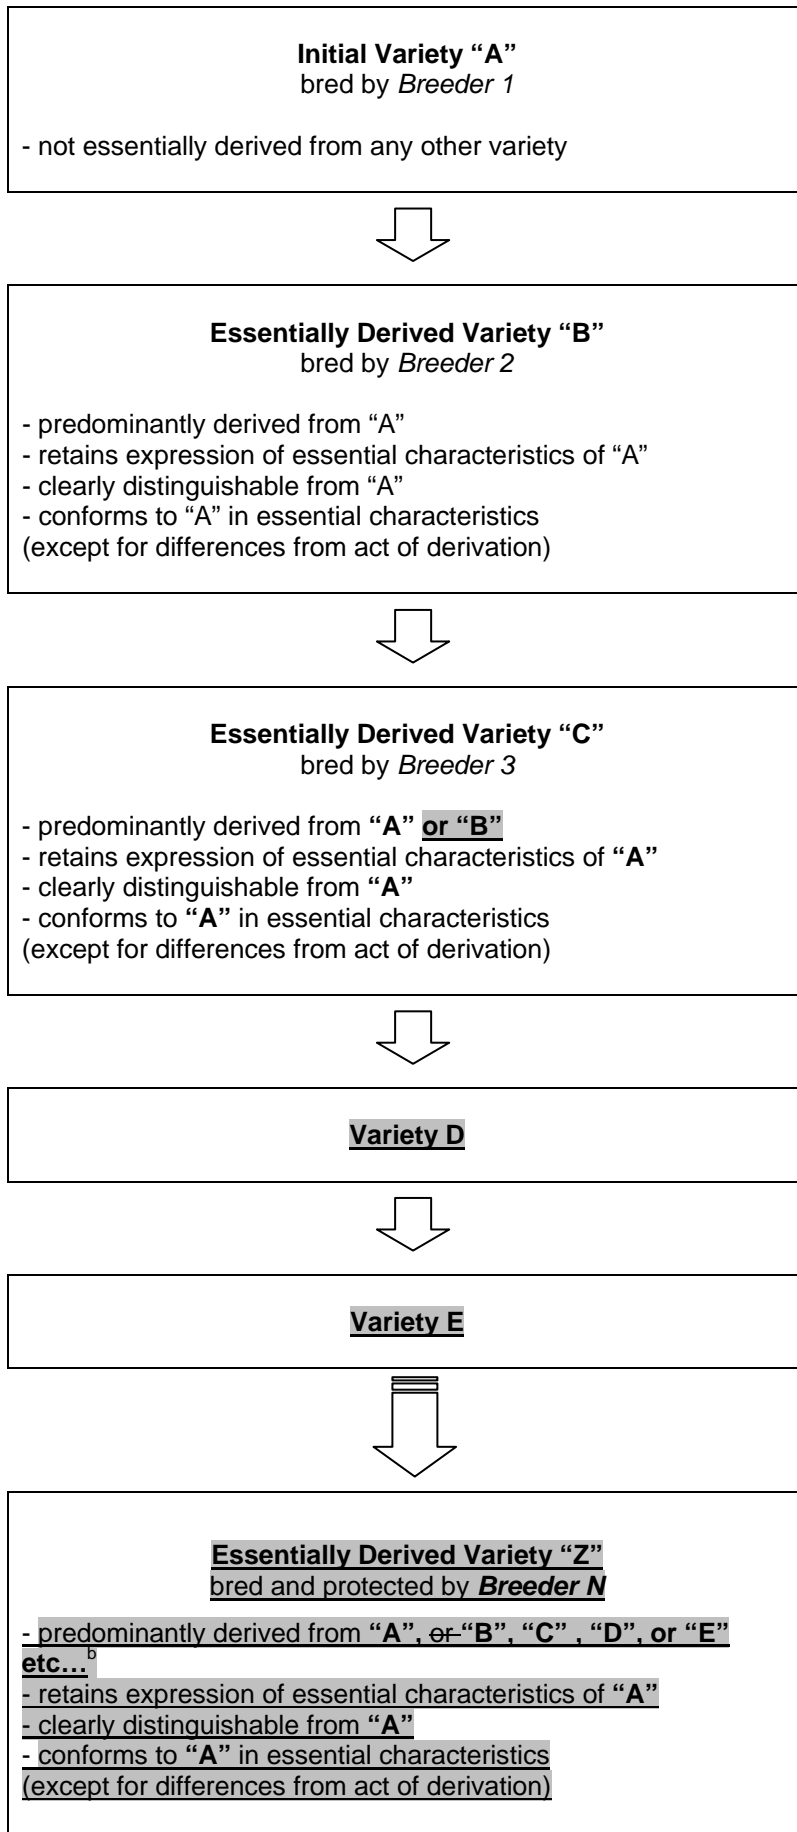 Initial Variety “A”
bred by Breeder 1
- not essentially derived from any other variety
Essentially Derived Variety “B”
bred by Breeder 2
- predominantly derived from “A”
- retains expression of essential characteristics of “A”
- clearly distinguishable from “A”
- conforms to “A” in essential characteristics
(except for differences from act of derivation)
Essentially Derived Variety “C”
bred by Breeder 3
- predominantly derived from “A” or “B”
- retains expression of essential characteristics of “A”
- clearly distinguishable from “A”
- conforms to “A” in essential characteristics
(except for differences from act of derivation)
Variety D
Variety E
Essentially Derived Variety “Z”
bred and protected by Breeder N
- predominantly derived from “A”, or “B”, “C” , “D”, or “E”
etc…b
- retains expression of essential characteristics of “A”
- clearly distinguishable from “A”
- conforms to “A” in essential characteristics
(except for differences from act of derivation)